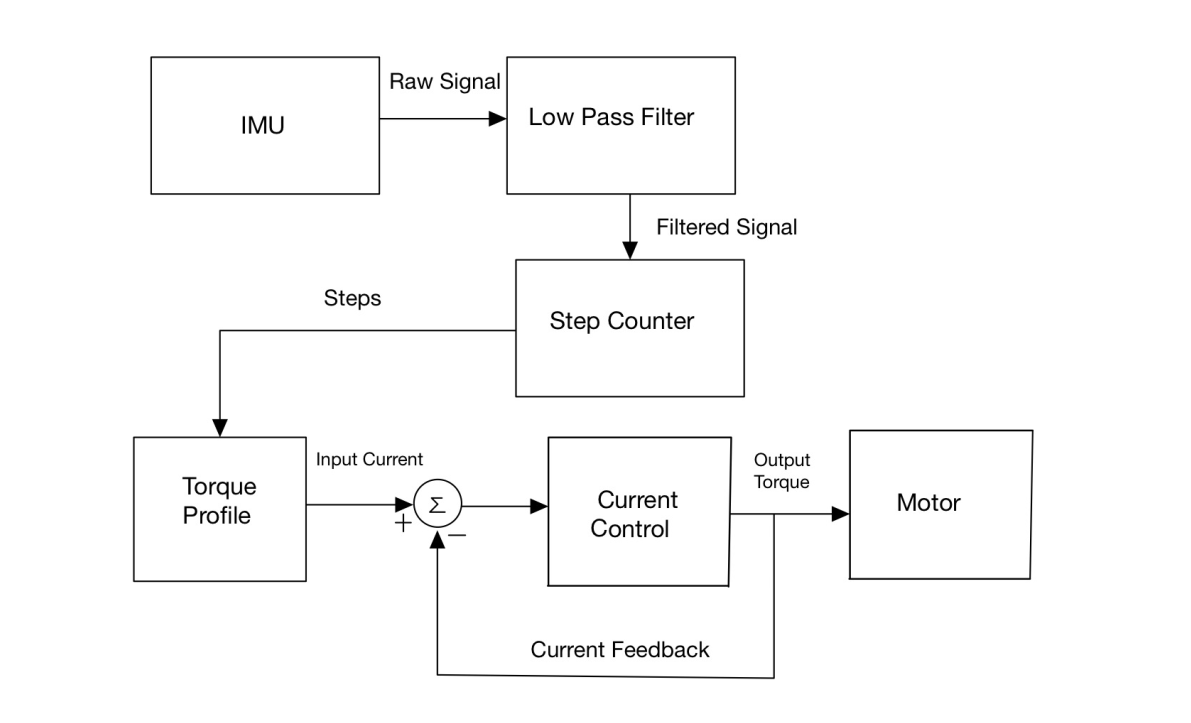 Raw Signal
IMU
Low Pass Filter
Filtered Signal
Steps
Step Counter
Torque
Profile
Input Current
+
Σ
−
Current
Control
Output
Torque
Motor
Current Feedback